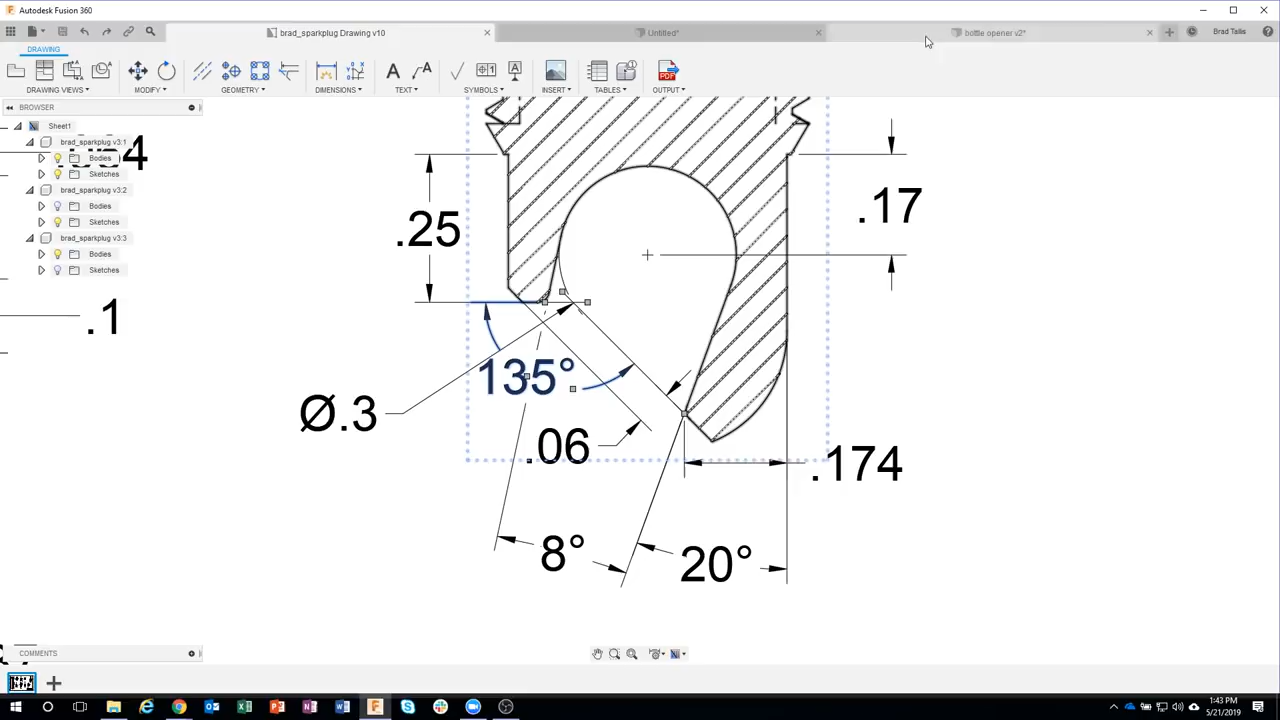 Autodesk Fusion 360
brad_sparkplug Drawing v10
Untitled*
bottle opener v2*
Brad Tallis
DRAWING
DRAWING VIEWS
MODIFY
GEOMETRY
DIMENSIONS
TEXT
SYMBOLS
INSERT
TABLES
OUTPUT
BROWSER
Sheet1
brad_sparkplug v3:1
Bodies
Sketches
brad_sparkplug v3:2
Bodies
Sketches
brad_sparkplug v3:3
Bodies
Sketches
.1
.25
.17
135°
Ø.3
.06
.174
8°
20°
COMMENTS
1:43 PM
5/21/2019